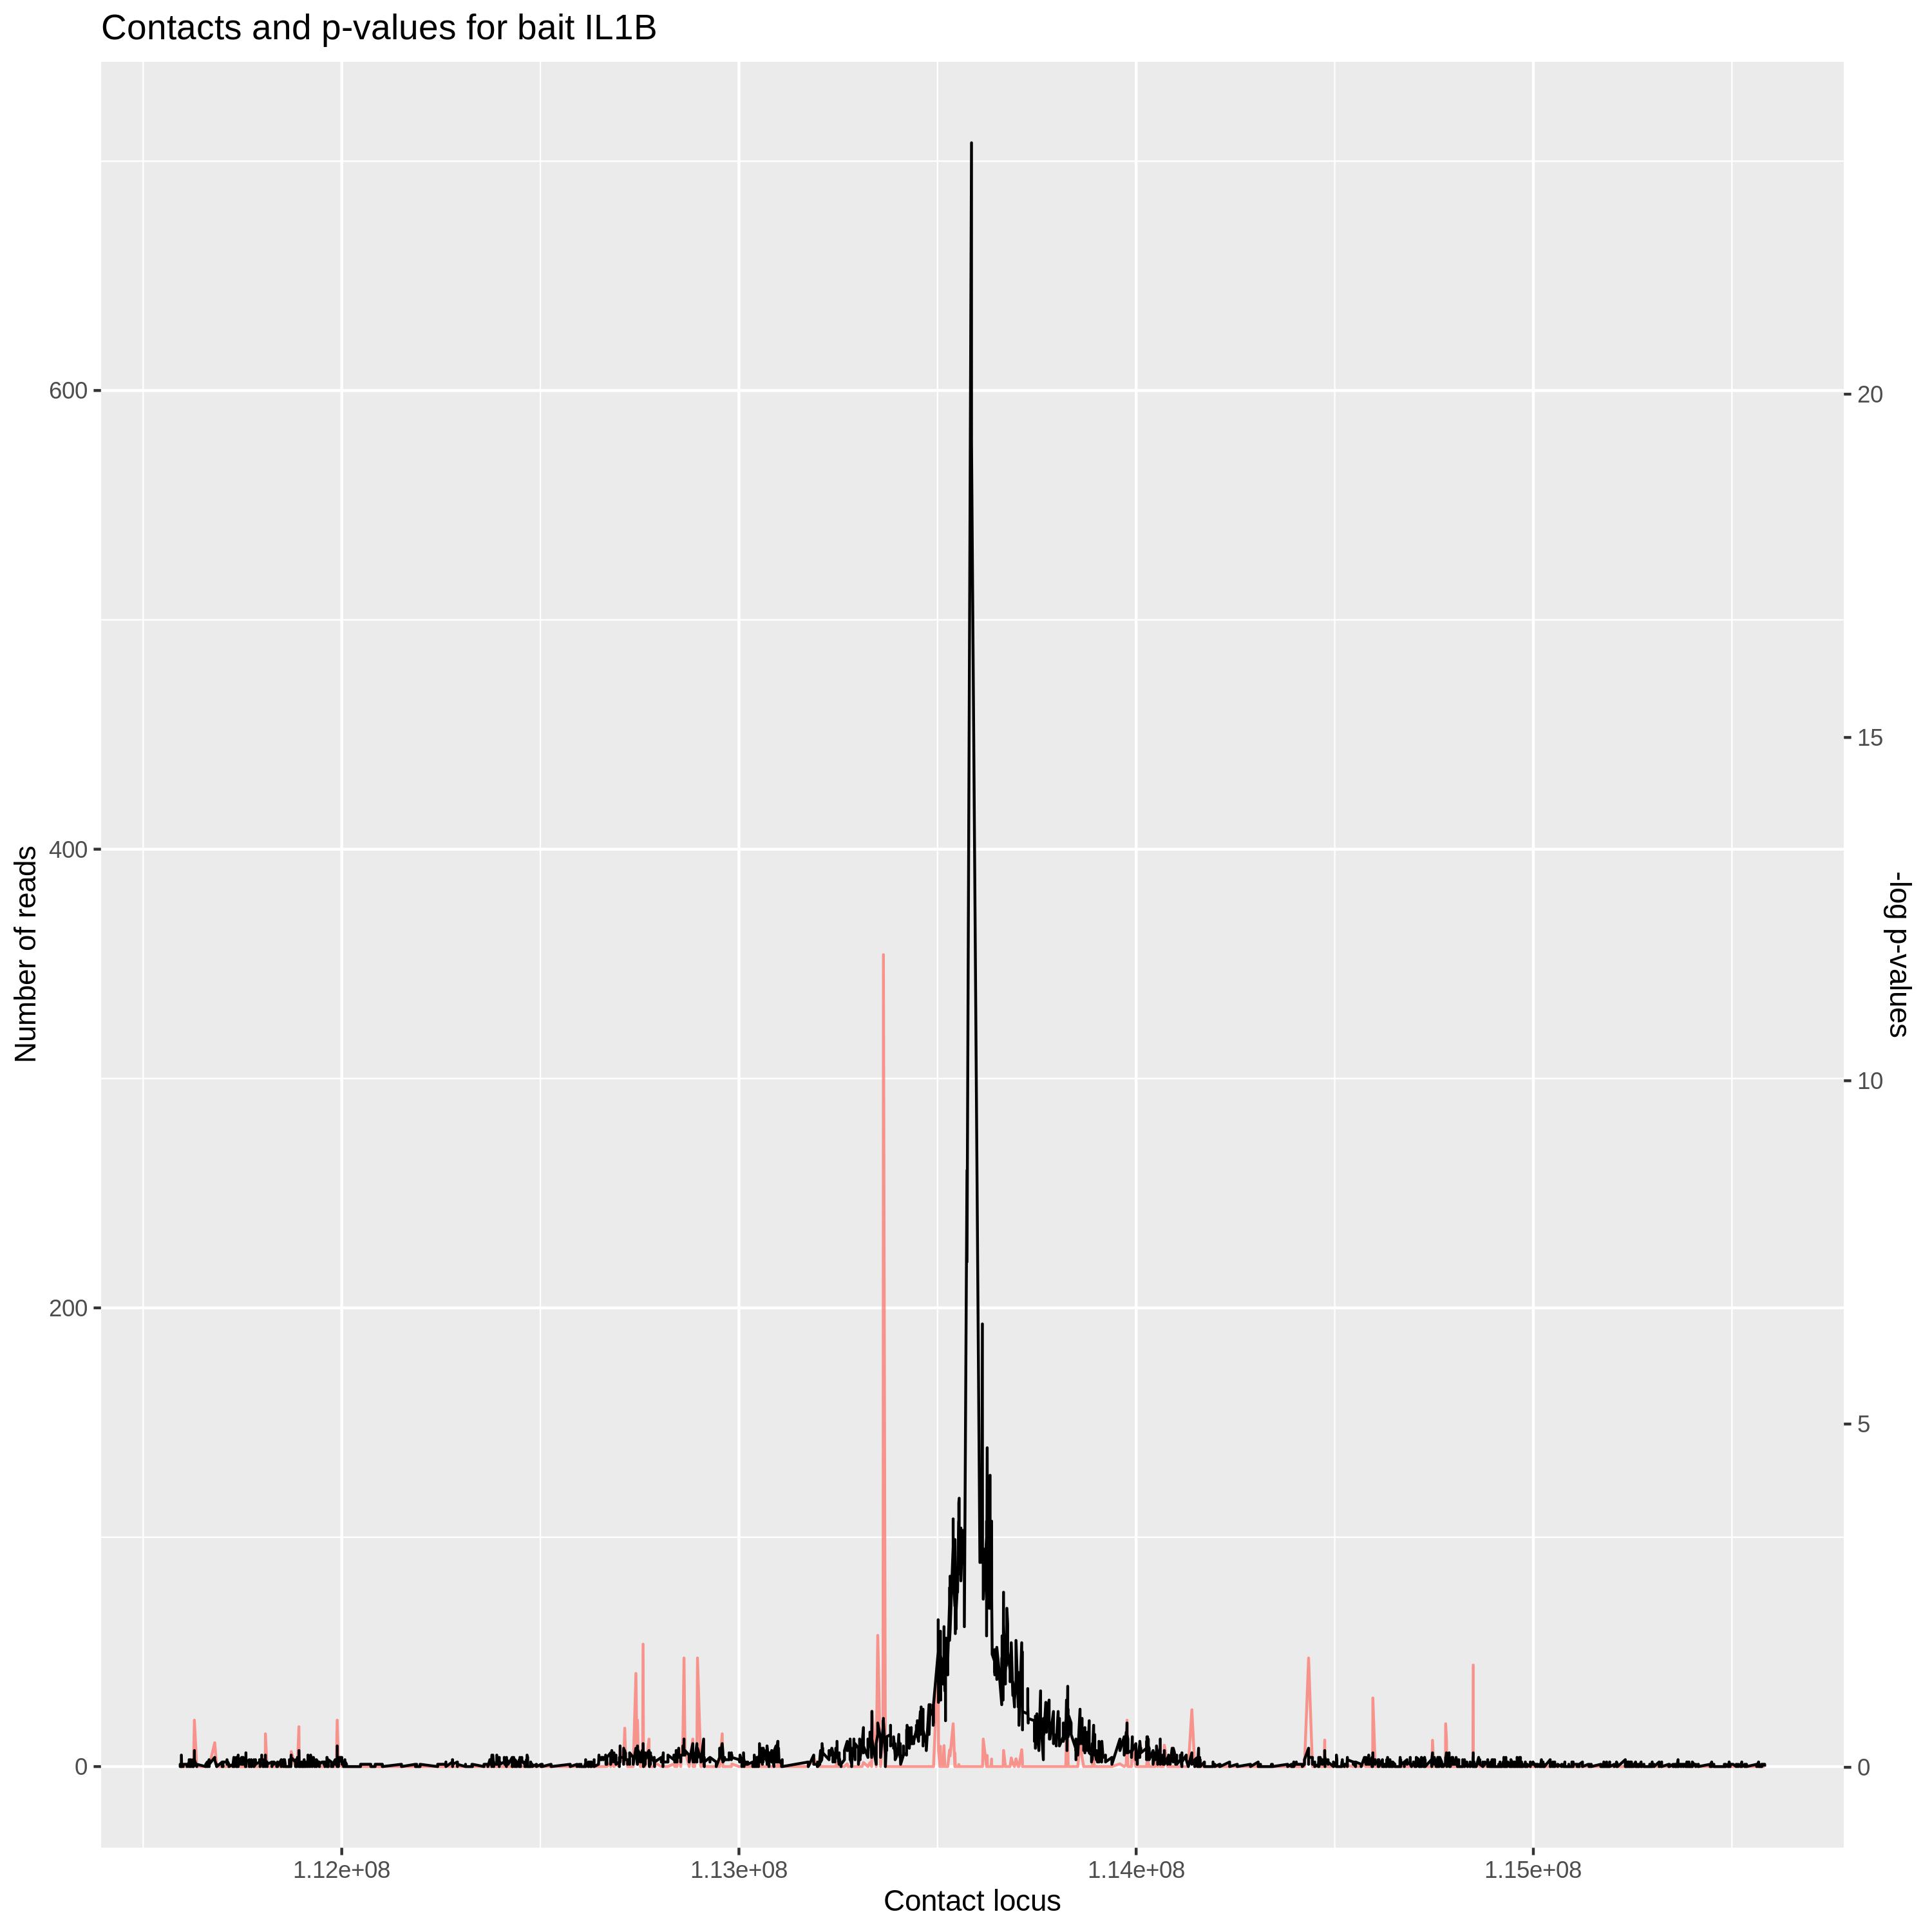 Contacts and p-values for bait IL1B
600
400
200
0
Number of reads
20
15
10
5
0
-log p-values
1.12e+08 1.13e+08 1.14e+08 1.15e+08
Contact locus